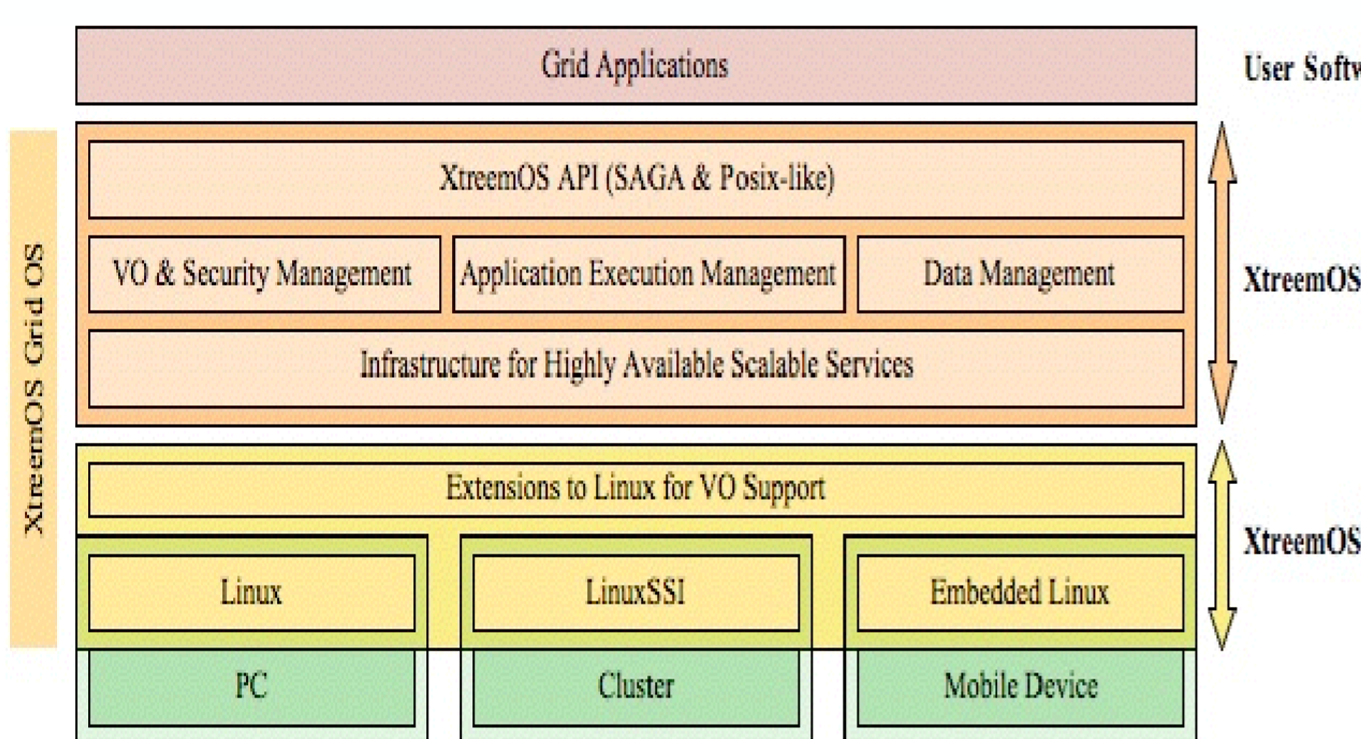 Grid Applications
User Softw
XtreemOS API (SAGA & Posix-like)
VO & Security Management
Application Execution Management
Data Management
XtreemOS
Infrastructure for Highly Available Scalable Services
XtreemOS Grid OS
Extensions to Linux for VO Support
XtreemOS
Linux
LinuxSSI
Embedded Linux
PC
Cluster
Mobile Device